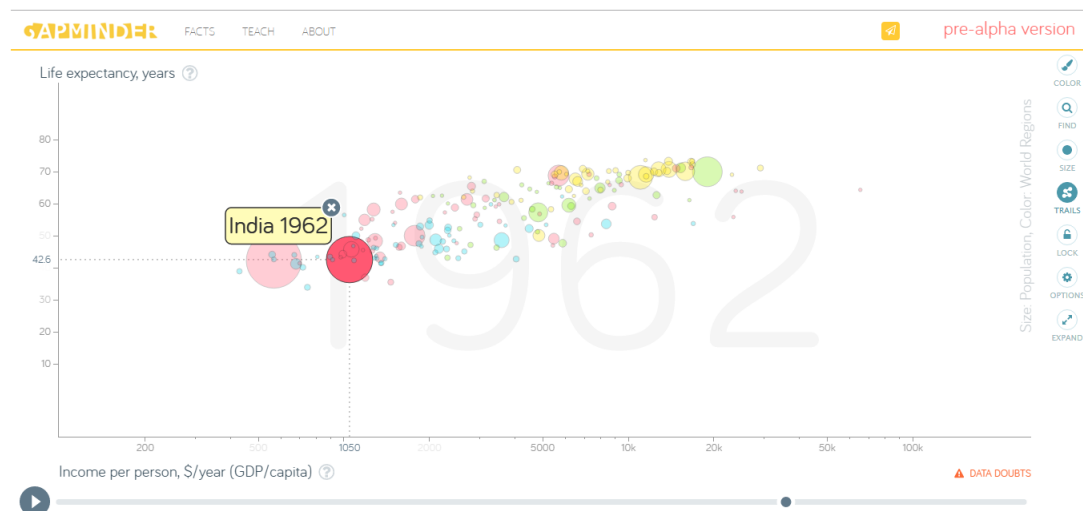 GAPMINDER FACTS TEACH ABOUT pre-alpha version
Life expectancy, years ?
COLOR
FIND
SIZE
TRAILS
LOCK
OPTIONS
EXPAND
80
70
60
50
42.6
30
20
10
India 1962
1962
Size: Population, Color: World Regions
200 500 1050 2000 5000 10k 20k 50k 100k
Income per person, $/year (GDP/capita) ? DATA DOUBTS